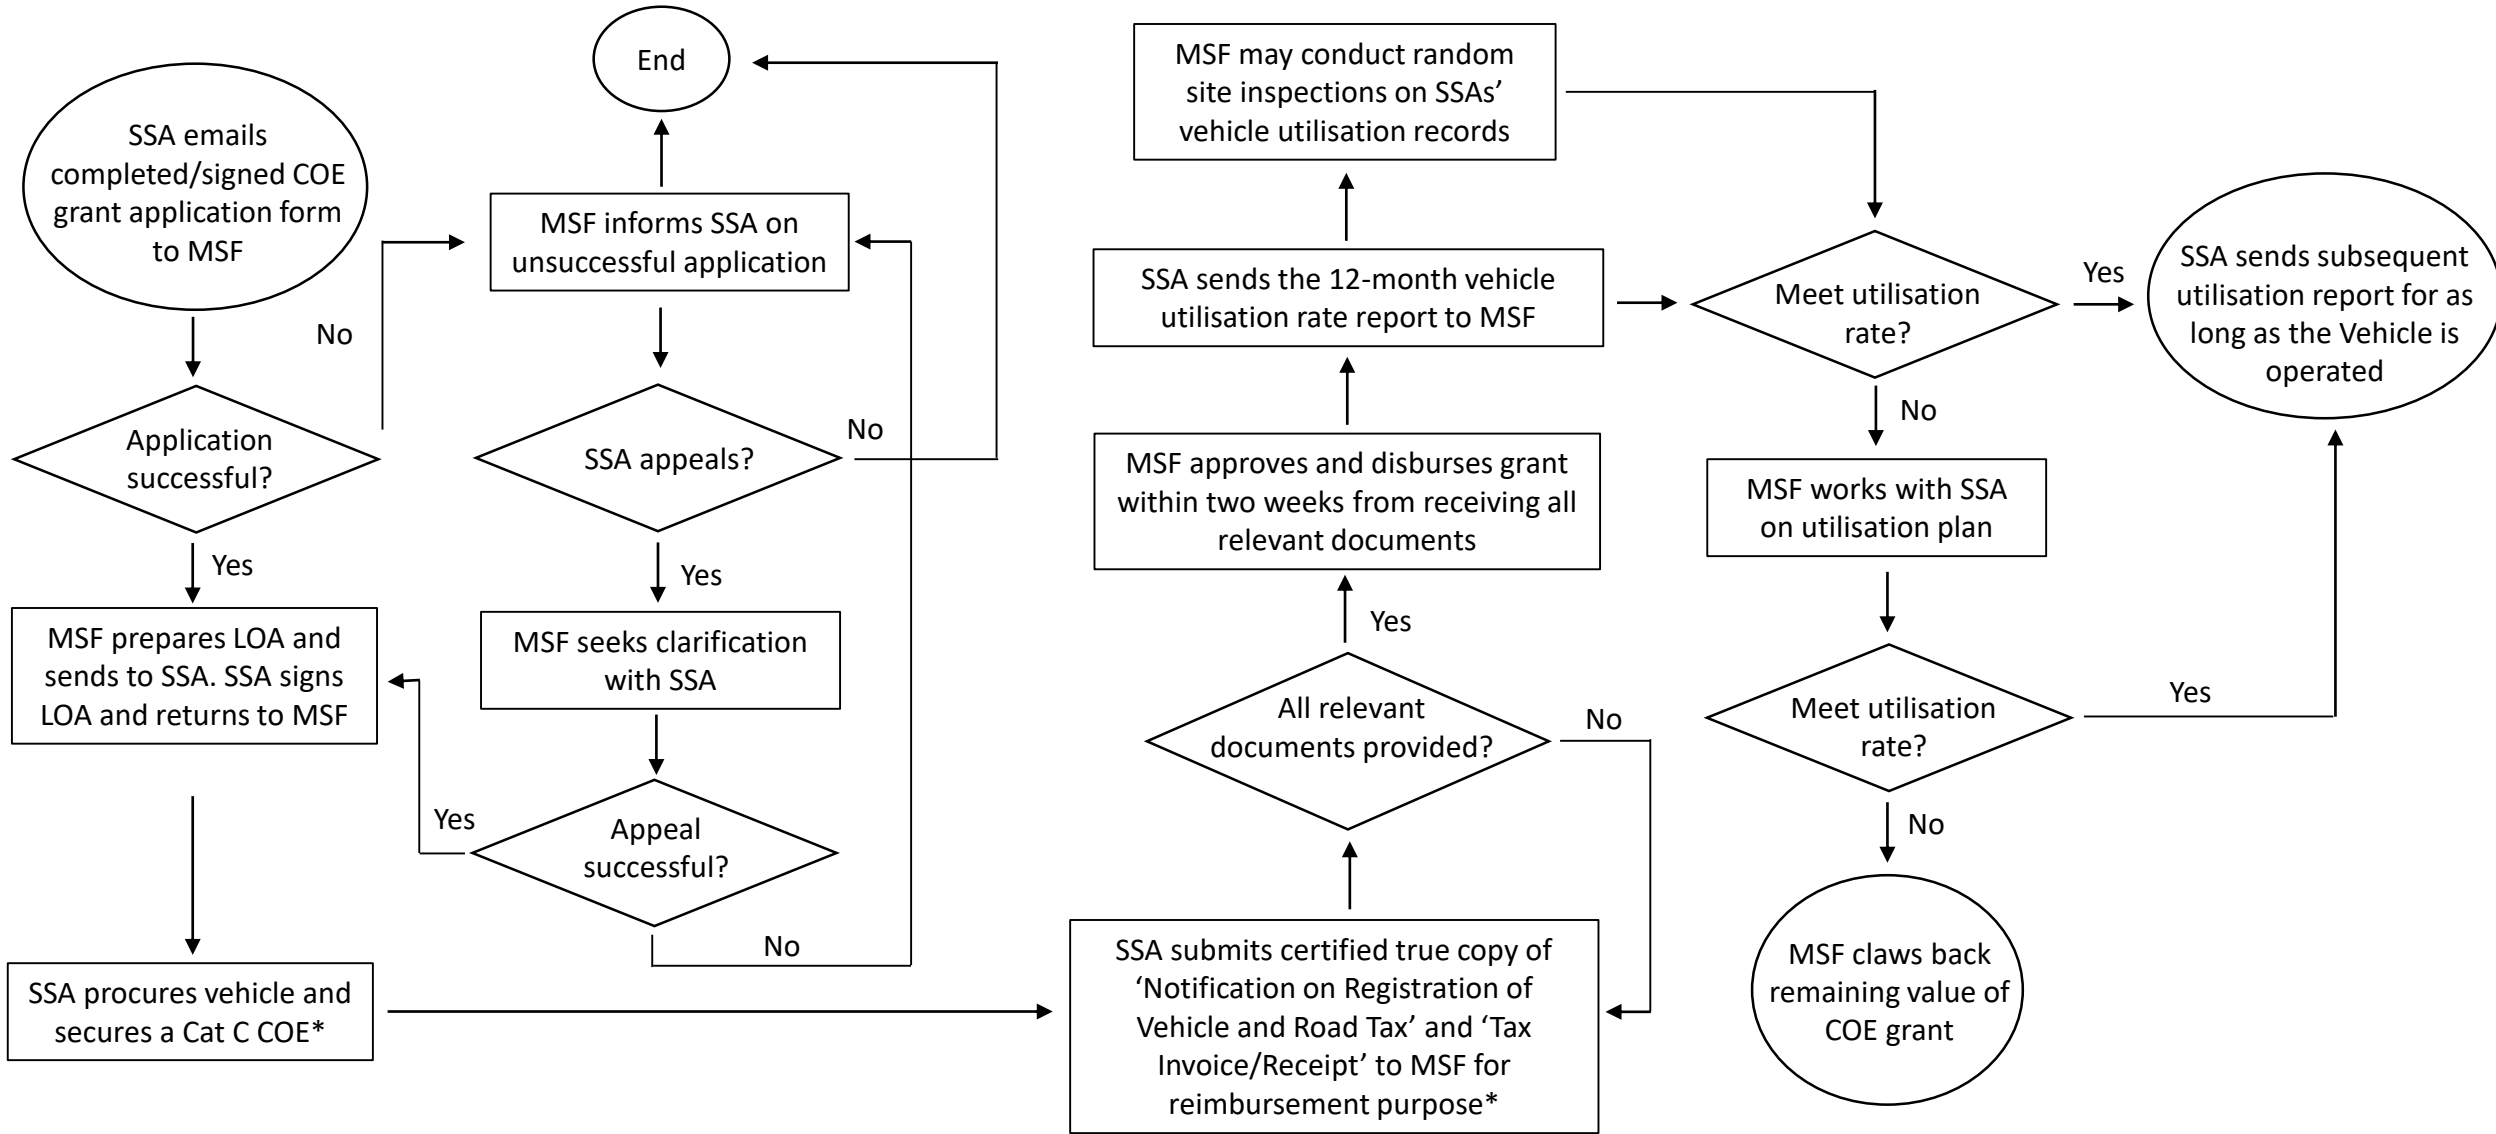 SSA emails
completed/signed COE
grant application form
to MSF
No
Application
successful?
Yes
MSF prepares LOA and
sends to SSA. SSA signs
LOA and returns to MSF
SSA procures vehicle and
secures a Cat C COE*
End
MSF informs SSA on
unsuccessful application
SSA appeals?
No
Yes
MSF seeks clarification
with SSA
Yes
Appeal
successful?
No
MSF may conduct random
site inspections on SSAs’
vehicle utilisation records
SSA sends the 12-month vehicle
utilisation rate report to MSF
MSF approves and disburses grant
within two weeks from receiving all
relevant documents
Yes
All relevant
documents provided?
No
SSA submits certified true copy of
‘Notification on Registration of
Vehicle and Road Tax’ and ‘Tax
Invoice/Receipt’ to MSF for
reimbursement purpose*
Meet utilisation
rate?
Yes
No
SSA sends subsequent
utilisation report for as
long as the Vehicle is
operated
MSF works with SSA
on utilisation plan
Meet utilisation
rate?
Yes
No
MSF claws back
remaining value of
COE grant